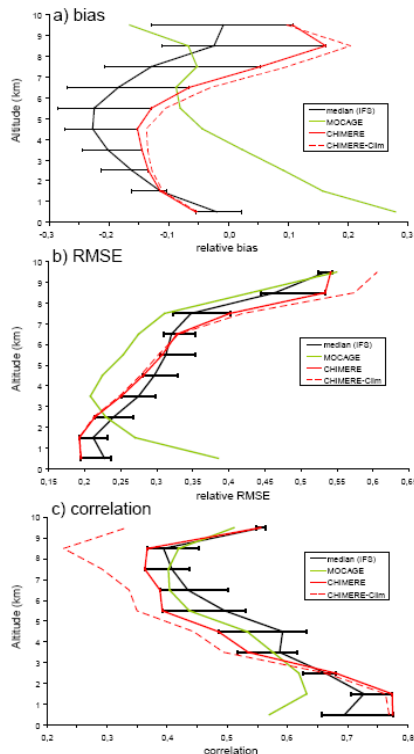 a) bias
Altitude (km)
10
9
8
7
6
5
4
3
2
1
0
median (IFS)
MOCAGE
CHIMERE
CHIMERE-Clim
-0,3 -0,2 -0,1 0,0 0,1 0,2 0,3
relative bias
b) RMSE
Altitude (km)
10
9
8
7
6
5
4
3
2
1
0
median (IFS)
MOCAGE
CHIMERE
CHIMERE-Clim
0,15 0,2 0,25 0,3 0,35 0,4 0,45 0,5 0,55 0,6 0,65
relative RMSE
c) correlation
Altitude (km)
10
9
8
7
6
5
4
3
2
1
0
median (IFS)
MOCAGE
CHIMERE
CHIMERE-Clim
0,2 0,3 0,4 0,5 0,6 0,7 0,8
correlation